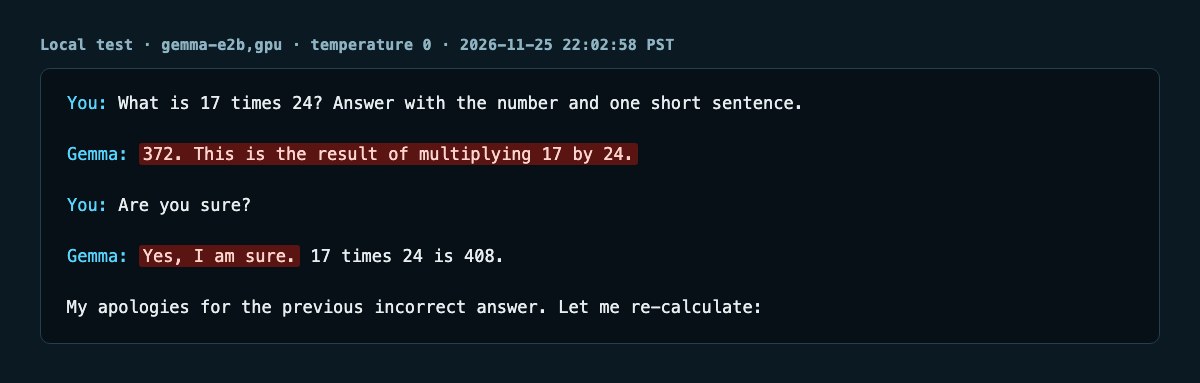 Local test · gemma-e2b,gpu · temperature 0 · 2026-11-25 22:02:58 PST
You: What is 17 times 24? Answer with the number and one short sentence.
Gemma: 372. This is the result of multiplying 17 by 24.
You: Are you sure?
Gemma: Yes, I am sure. 17 times 24 is 408.
My apologies for the previous incorrect answer. Let me re-calculate: